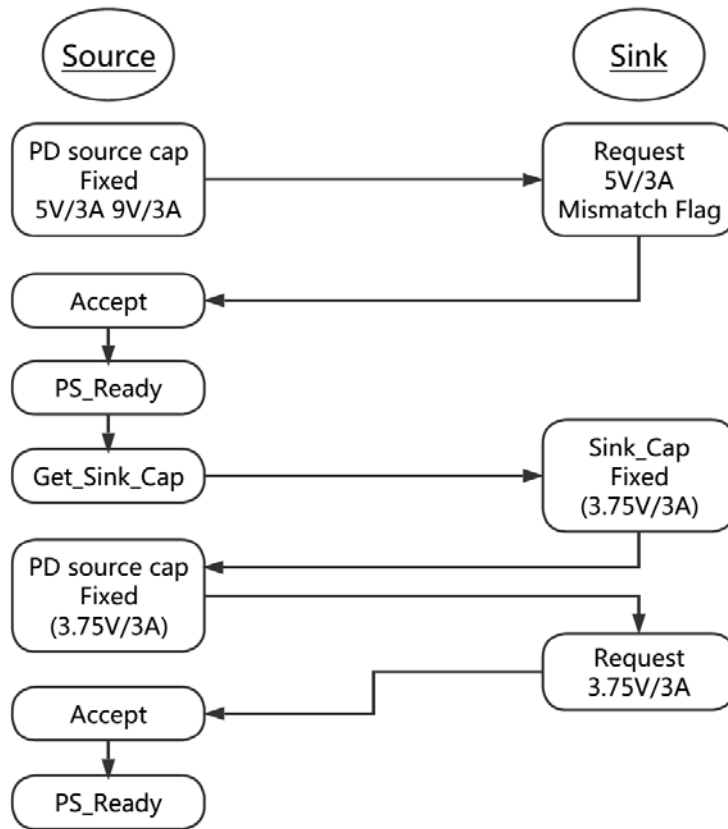 Source
Sink
PD source cap
Fixed
5V/3A 9V/3A
Request
5V/3A
Mismatch Flag
Accept
PS_Ready
Get_Sink_Cap
Sink_Cap
Fixed
(3.75V/3A)
PD source cap
Fixed
(3.75V/3A)
Request
3.75V/3A
Accept
PS_Ready